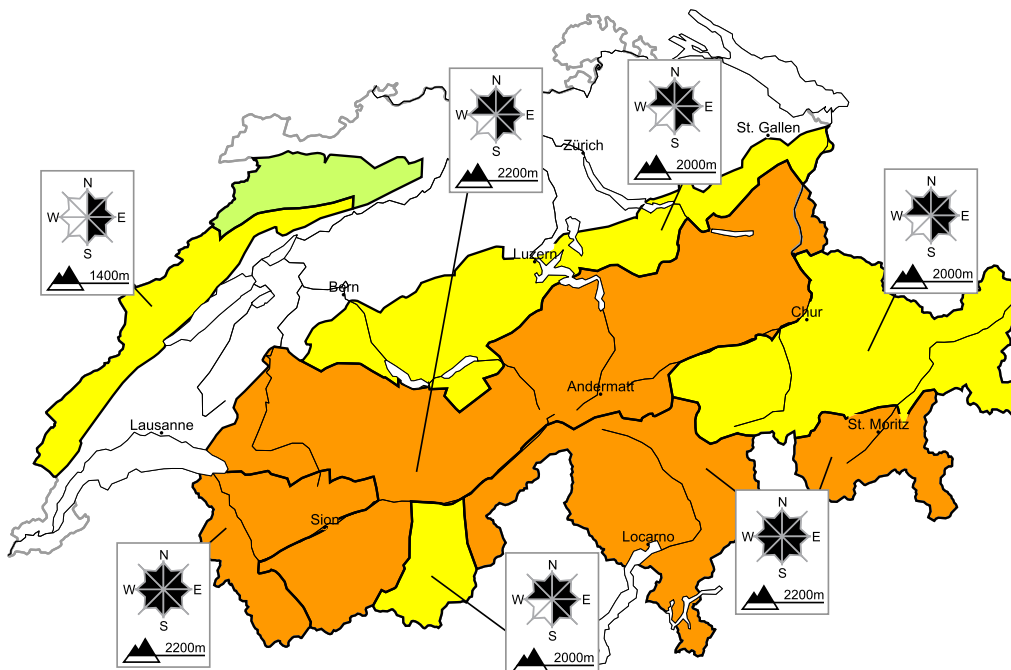 N
W E
S
2200m
N
W E
S
2000m
St. Gallen
Zürich
N
W E
S
1400m
N
W E
S
2000m
Luzern
Bern
Chur
Andermatt
Lausanne
St. Moritz
Sion
Locarno
N
W E
S
2200m
N
W E
S
2200m
N
W E
S
2000m